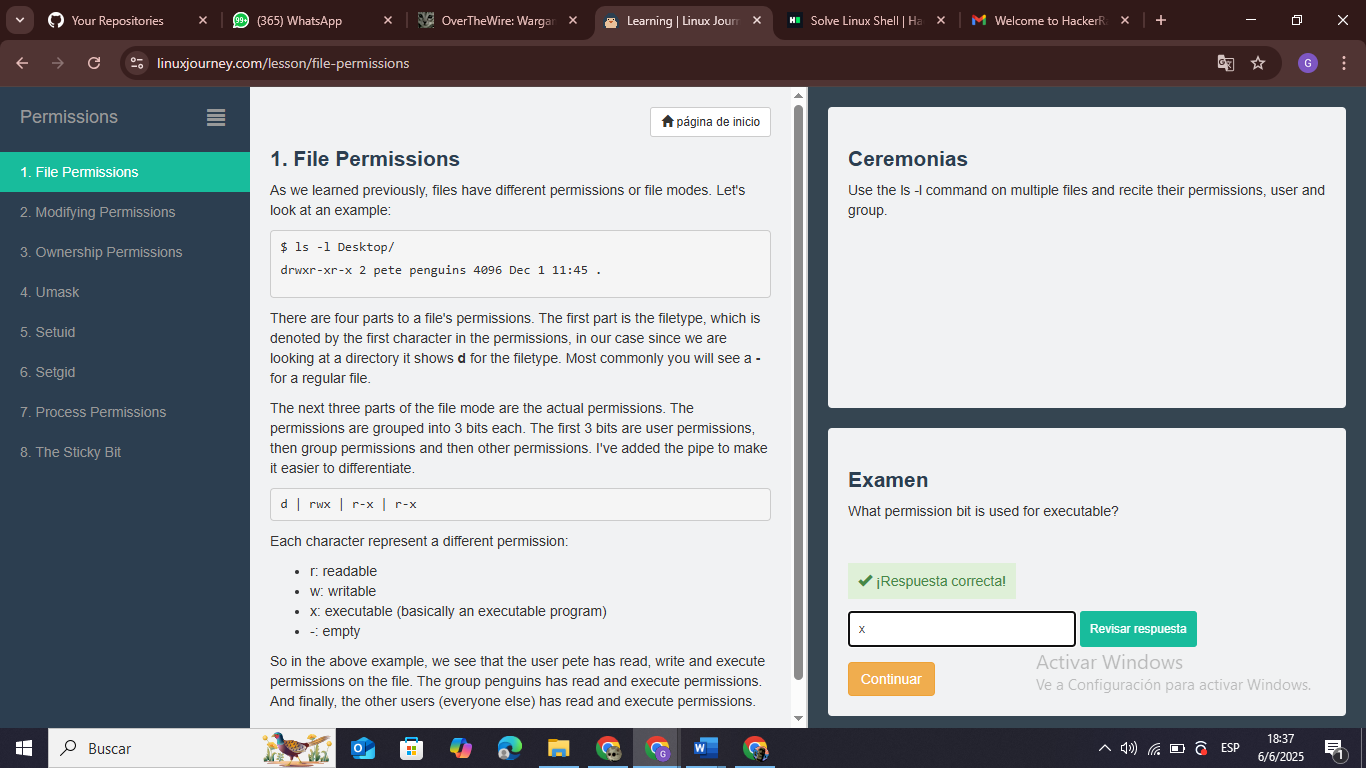 Your Repositories
99+
(365) WhatsApp
OverTheWire: Wargam
Learning | Linux Journ
Solve Linux Shell | Ha
Welcome to HackerRa
linuxjourney.com/lesson/file-permissions
G
Permissions
1. File Permissions
2. Modifying Permissions
3. Ownership Permissions
4. Umask
5. Setuid
6. Setgid
7. Process Permissions
8. The Sticky Bit
página de inicio
1. File Permissions
As we learned previously, files have different permissions or file modes. Let's
look at an example:
$ ls -l Desktop/
drwxr-xr-x 2 pete penguins 4096 Dec 1 11:45 .
There are four parts to a file's permissions. The first part is the filetype, which is
denoted by the first character in the permissions, in our case since we are
looking at a directory it shows d for the filetype. Most commonly you will see a -
for a regular file.
The next three parts of the file mode are the actual permissions. The
permissions are grouped into 3 bits each. The first 3 bits are user permissions,
then group permissions and then other permissions. I've added the pipe to make
it easier to differentiate.
d | rwx | r-x | r-x
Each character represent a different permission:
• r: readable
• w: writable
• x: executable (basically an executable program)
• -: empty
So in the above example, we see that the user pete has read, write and execute
permissions on the file. The group penguins has read and execute permissions.
And finally, the other users (everyone else) has read and execute permissions.
Ceremonias
Use the ls -l command on multiple files and recite their permissions, user and
group.
Examen
What permission bit is used for executable?
¡Respuesta correcta!
x
Revisar respuesta
Continuar
Activar Windows
Ve a Configuración para activar Windows.
Buscar
ESP
18:37
6/6/2025
1